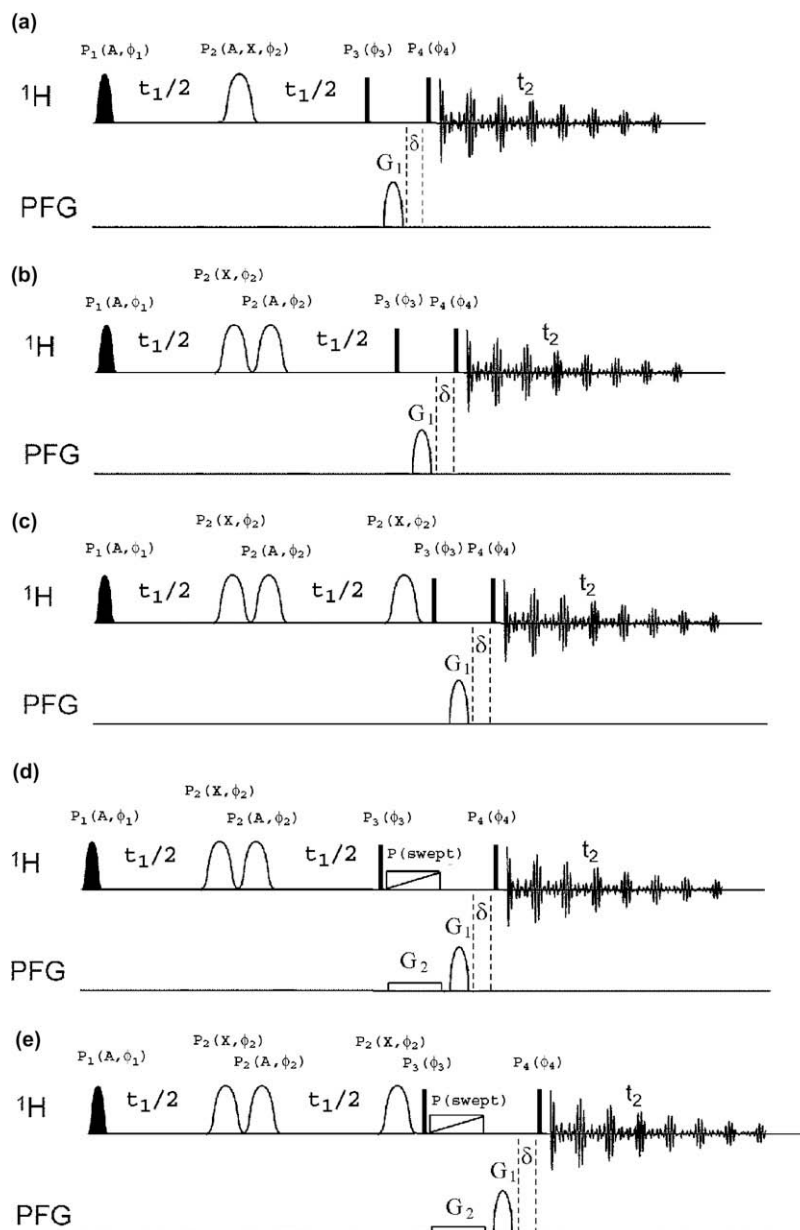 (a)
P₁(A,ϕ₁) P₂(A,X,ϕ₂) P₃(ϕ₃) P₄(ϕ₄)
¹H t₁/2 t₁/2 t₂
G₁ δ
PFG
(b)
P₂(X,ϕ₂)
P₁(A,ϕ₁) P₂(A,ϕ₂) P₃(ϕ₃) P₄(ϕ₄)
¹H t₁/2 t₁/2 t₂
G₁ δ
PFG
(c)
P₂(X,ϕ₂) P₂(X,ϕ₂)
P₁(A,ϕ₁) P₂(A,ϕ₂) P₃(ϕ₃) P₄(ϕ₄)
¹H t₁/2 t₁/2 t₂
G₁ δ
PFG
(d)
P₂(X,ϕ₂)
P₁(A,ϕ₁) P₂(A,ϕ₂) P₃(ϕ₃) P₄(ϕ₄)
¹H t₁/2 t₁/2 P(swept) t₂
G₂ G₁ δ
PFG
(e)
P₂(X,ϕ₂) P₂(X,ϕ₂)
P₁(A,ϕ₁) P₂(A,ϕ₂) P₃(ϕ₃) P₄(ϕ₄)
¹H t₁/2 t₁/2 P(swept) t₂
G₂ G₁ δ
PFG